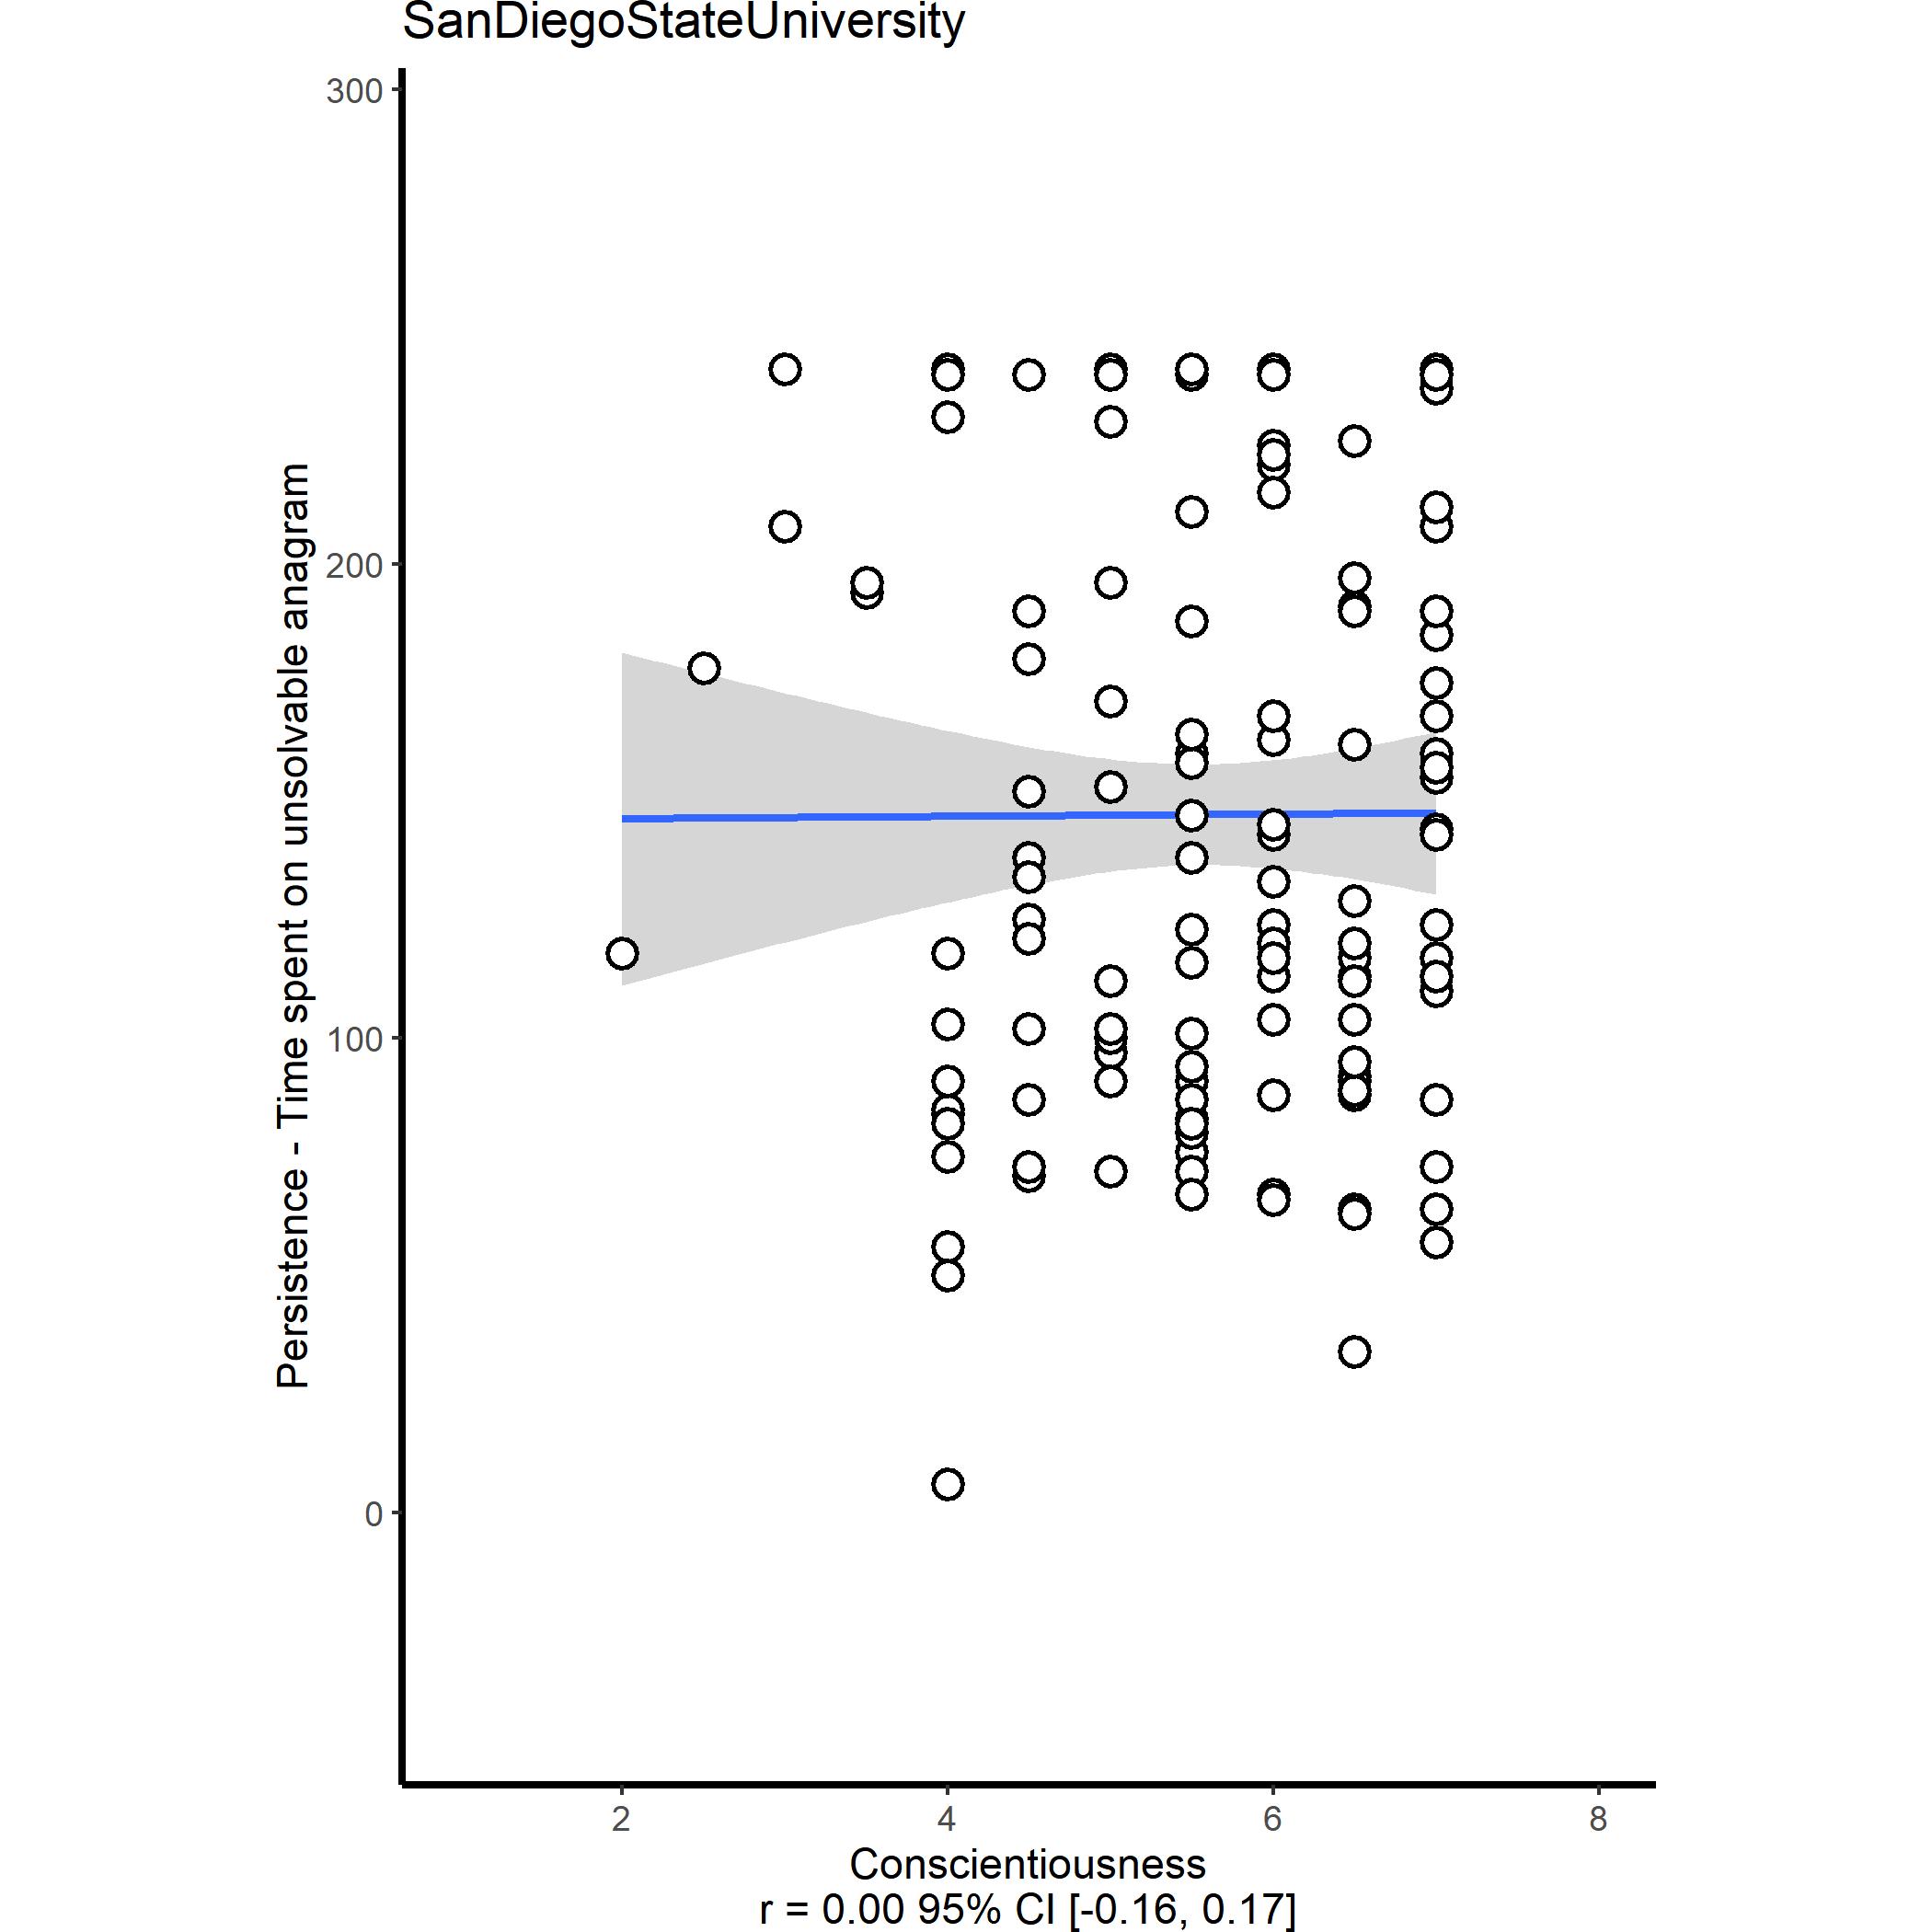 SanDiegoStateUniversity
Persistence - Time spent on unsolvable anagram
300
200
100
0
2
4
6
8
Conscientiousness
r = 0.00 95% CI [-0.16, 0.17]